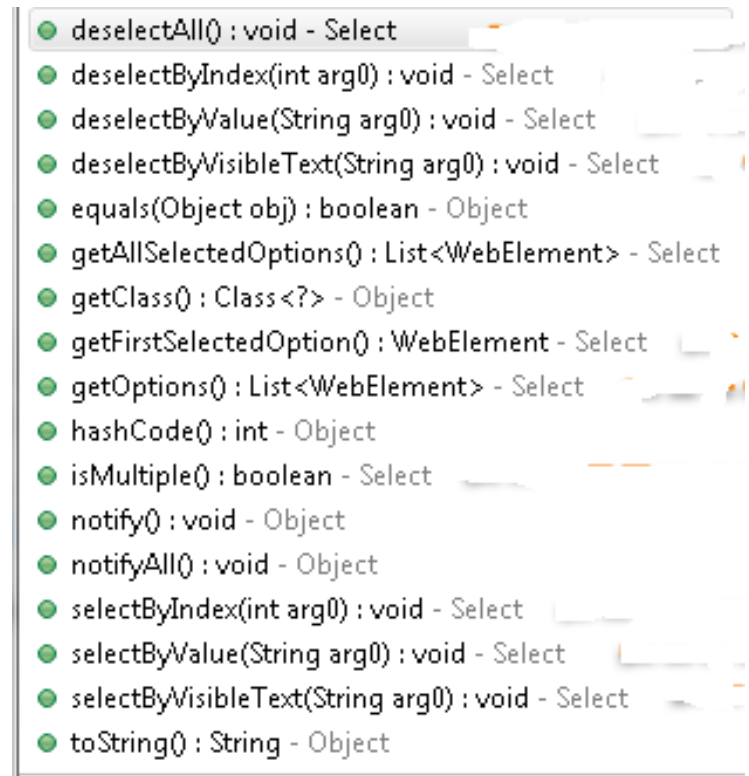 deselectAll() : void - Select
deselectByIndex(int arg0) : void - Select
deselectByValue(String arg0) : void - Select
deselectByVisibleText(String arg0) : void - Select
equals(Object obj) : boolean - Object
getAllSelectedOptions() : List<WebElement> - Select
getClass() : Class<?> - Object
getFirstSelectedOption() : WebElement - Select
getOptions() : List<WebElement> - Select
hashCode() : int - Object
isMultiple() : boolean - Select
notify() : void - Object
notifyAll() : void - Object
selectByIndex(int arg0) : void - Select
selectByValue(String arg0) : void - Select
selectByVisibleText(String arg0) : void - Select
toString() : String - Object